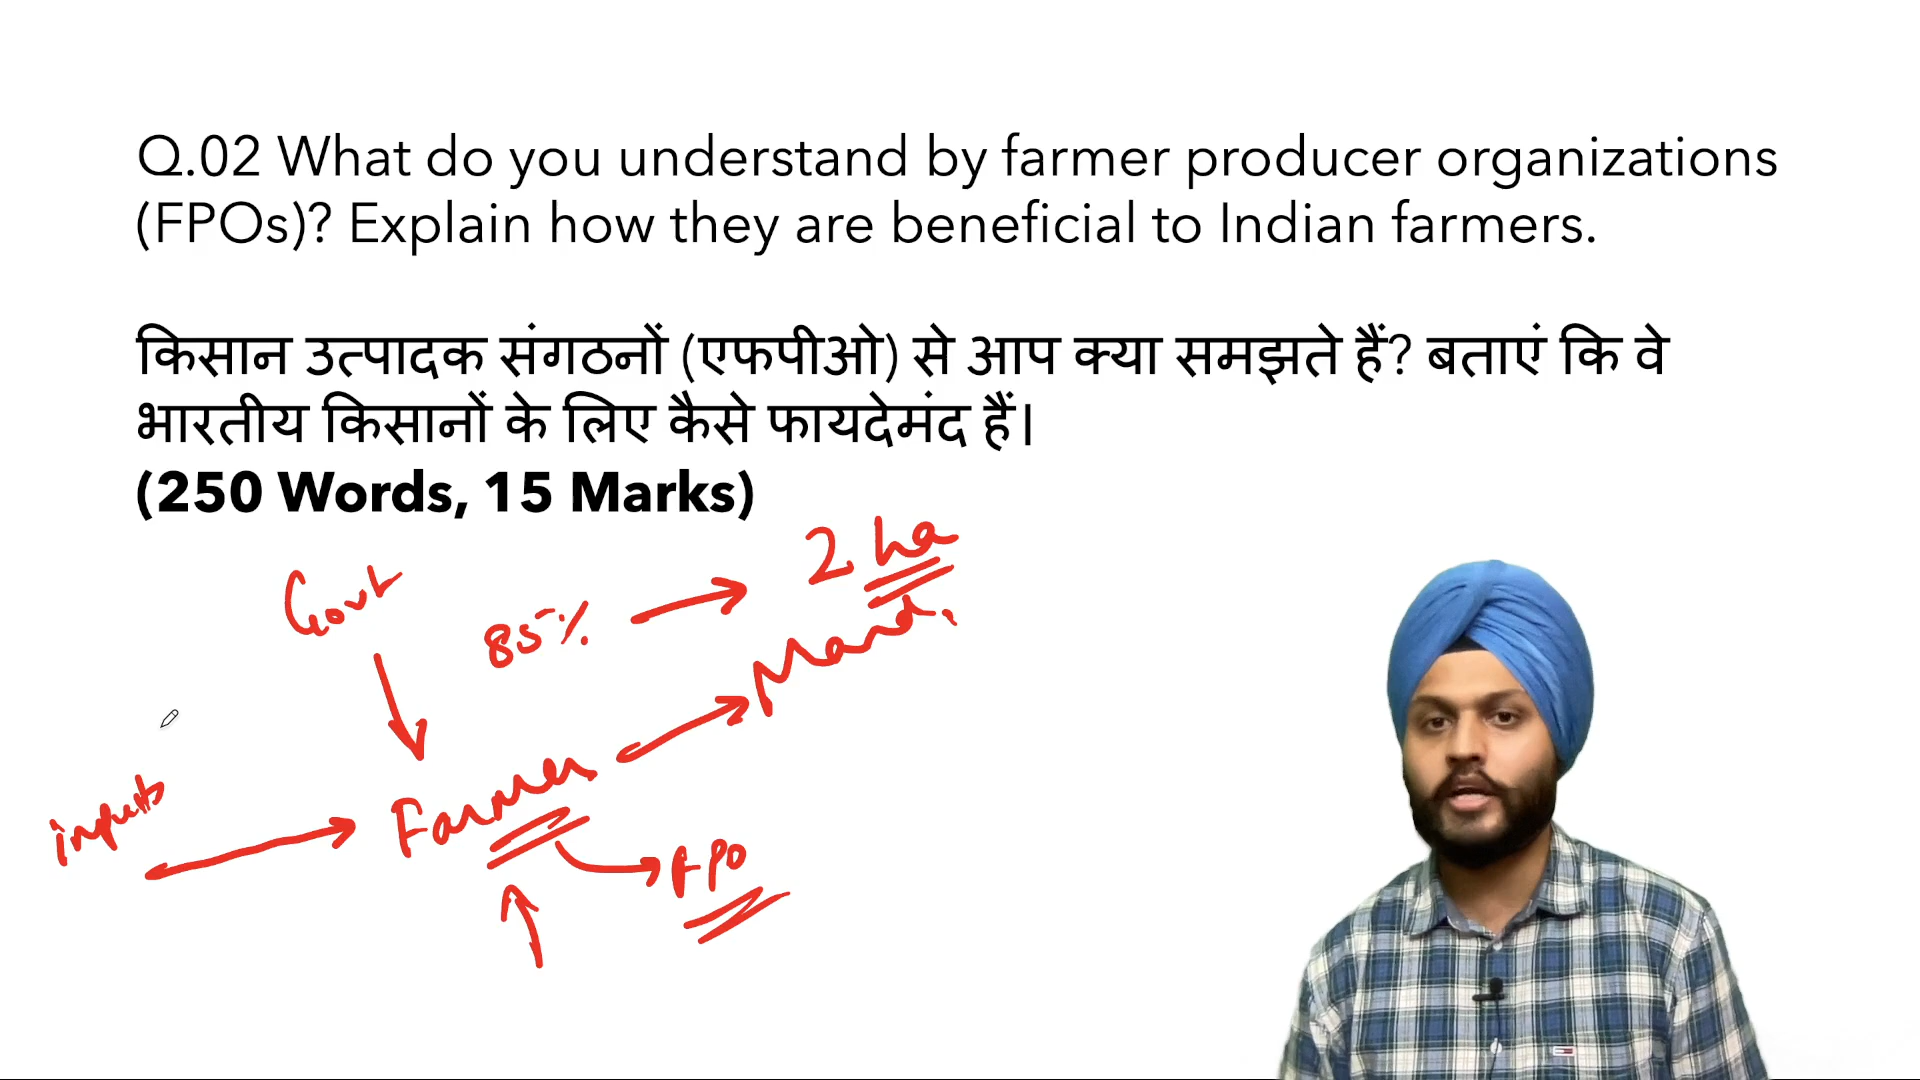 Q.02 What do you understand by farmer producer organizations
(FPOs)? Explain how they are beneficial to Indian farmers.
किसान उत्पादक संगठनों (एफपीओ) से आप क्या समझते हैं? बताएं कि वे
भारतीय किसानों के लिए कैसे फायदेमंद हैं।
(250 Words, 15 Marks)
Govt
85% 2 ha
Mandi
inputs
Farmer
FPO